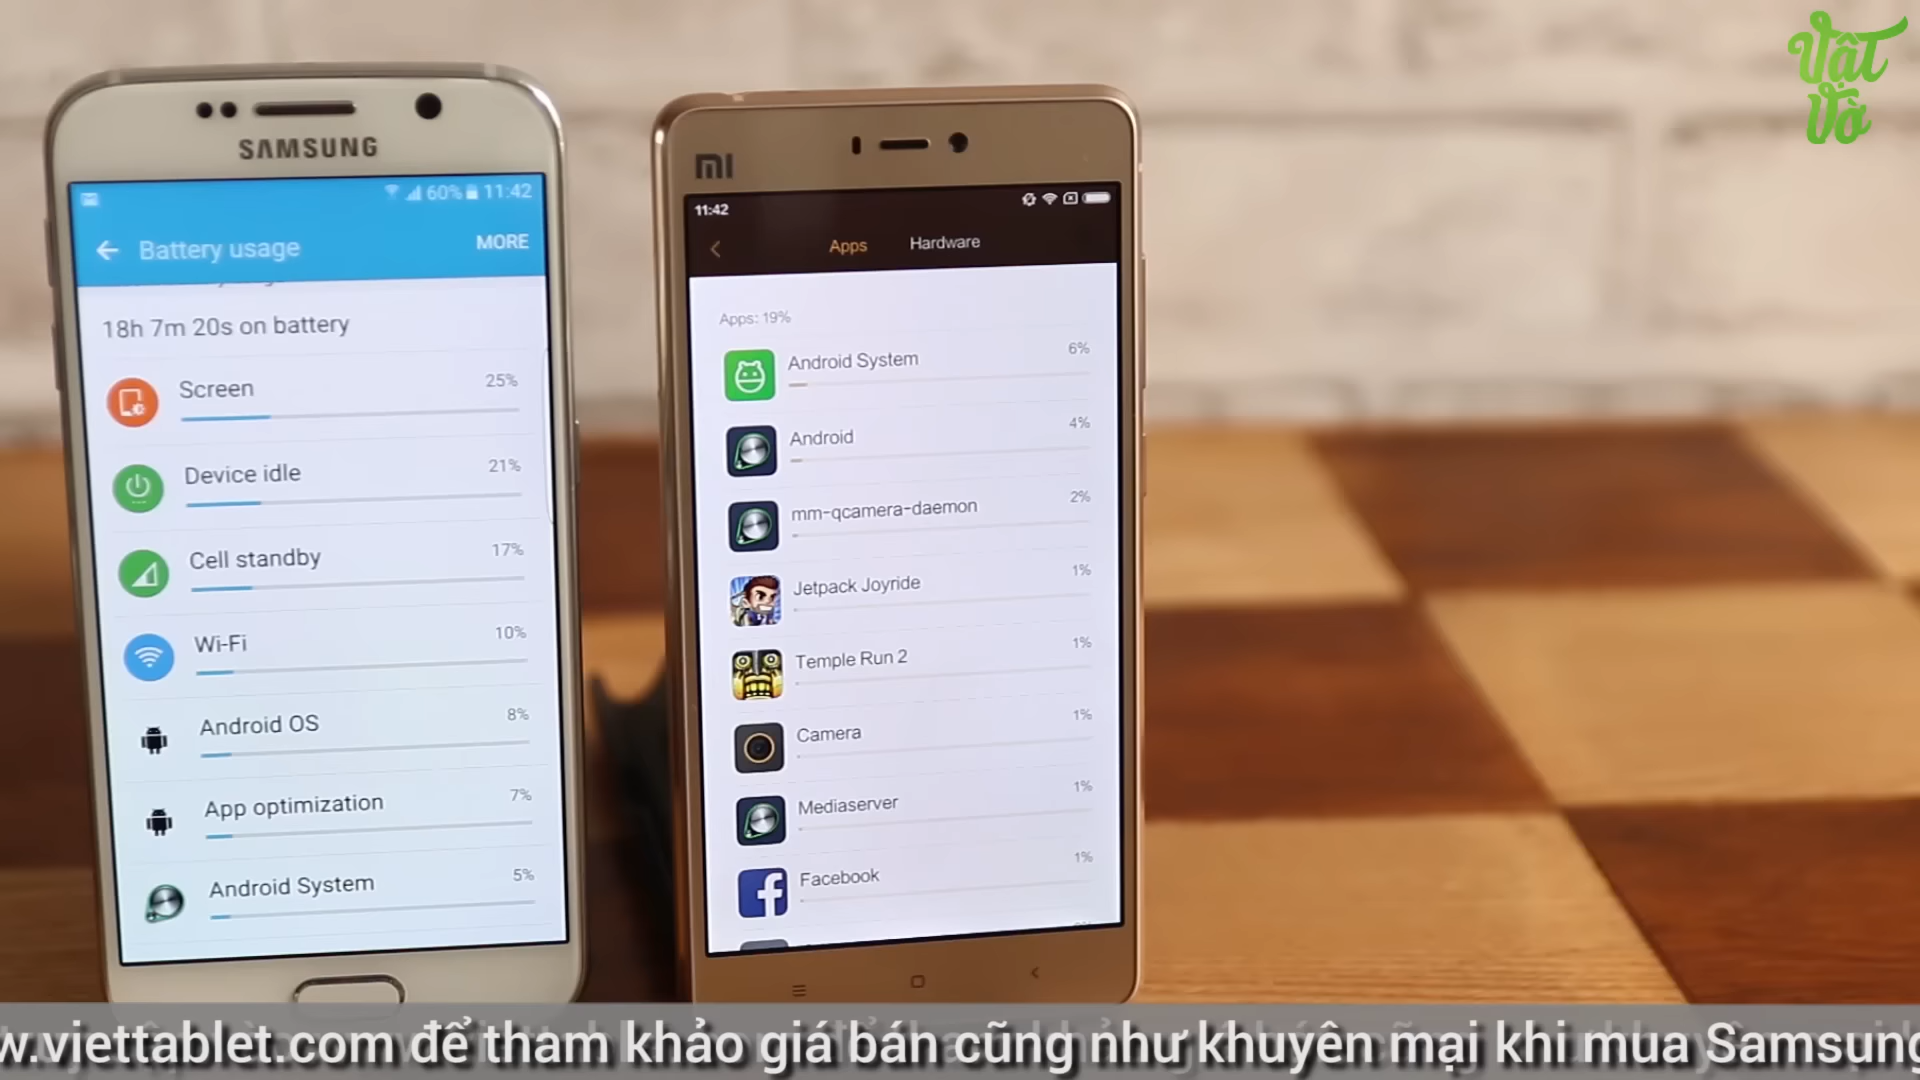 Vật
Vờ
SAMSUNG
60% 11:42
Battery usage
MORE
18h 7m 20s on battery
Screen 25%
Device idle 21%
Cell standby 17%
Wi-Fi 10%
Android OS 8%
App optimization 7%
Android System 5%
MI
11:42
Apps Hardware
Apps: 19%
Android System 6%
Android 4%
mm-qcamera-daemon 2%
Jetpack Joyride 1%
Temple Run 2 1%
Camera 1%
Mediaserver 1%
Facebook 1%
w.viettablet.com để tham khảo giá bán cũng như khuyên mại khi mua Samsung